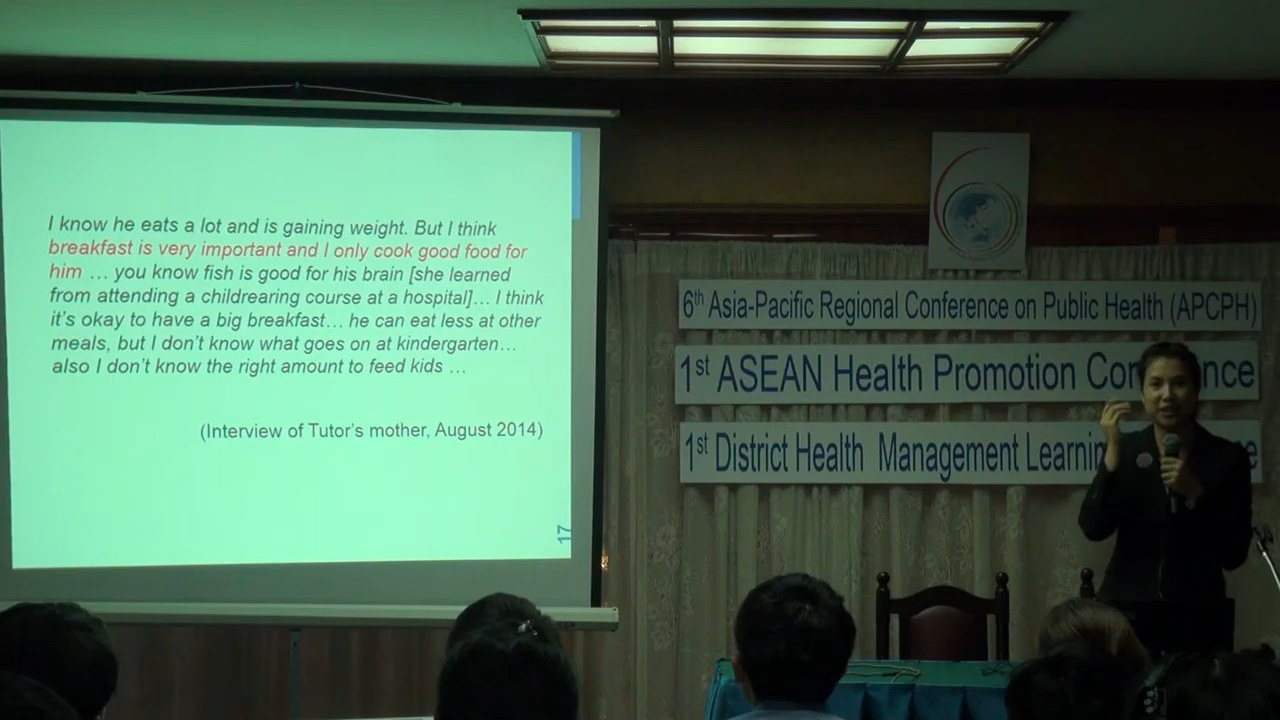 I know he eats a lot and is gaining weight. But I think
breakfast is very important and I only cook good food for
him … you know fish is good for his brain [she learned
from attending a childrearing course at a hospital]… I think
it's okay to have a big breakfast… he can eat less at other
meals, but I don't know what goes on at kindergarten…
also I don't know the right amount to feed kids …
(Interview of Tutor's mother, August 2014)
17
6
6th Asia-Pacific Regional Conference on Public Health (APCPH)
1st ASEAN Health Promotion Con nce
1st District Health Management Learnin e